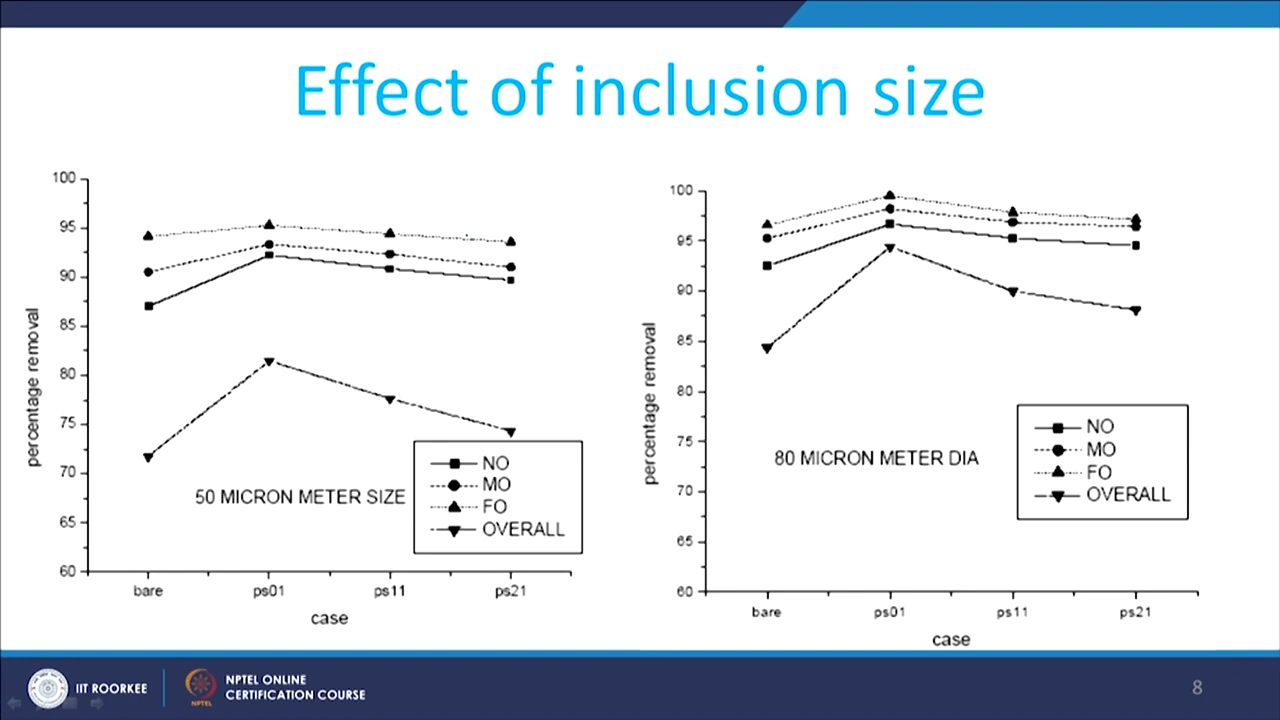 Effect of inclusion size
100
95
90
85
80
75
70
65
60
percentage removal
50 MICRON METER SIZE
NO
MO
FO
OVERALL
bare ps01 ps11 ps21
case
100
95
90
85
80
75
70
65
60
percentage removal
80 MICRON METER DIA
NO
MO
FO
OVERALL
bare ps01 ps11 ps21
case
IIT ROORKEE
NPTEL
NPTEL ONLINE
CERTIFICATION COURSE
8